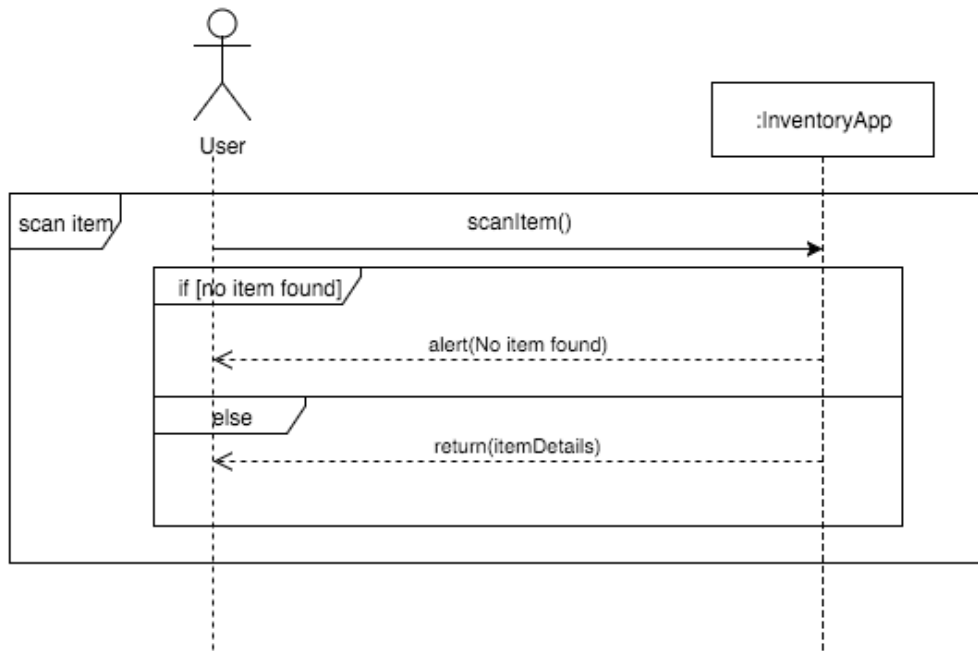 User
:InventoryApp
scan item
scanItem()
if [no item found]
alert(No item found)
else
return(itemDetails)